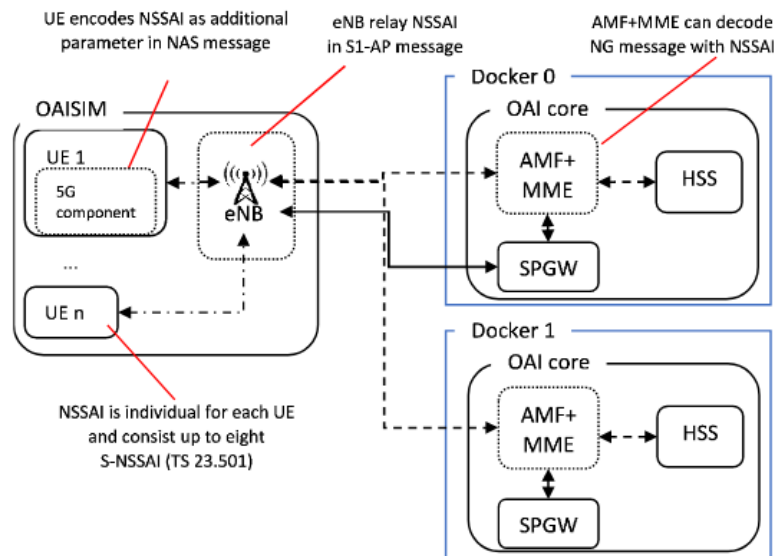 UE encodes NSSAI as additional
parameter in NAS message
eNB relay NSSAI
in S1-AP message
AMF+MME can decode
NG message with NSSAI
OAISIM
UE 1
5G
component
...
UE n
eNB
Docker 0
OAI core
AMF+
MME
HSS
SPGW
Docker 1
OAI core
AMF+
MME
HSS
SPGW
NSSAI is individual for each UE
and consist up to eight
S-NSSAI (TS 23.501)